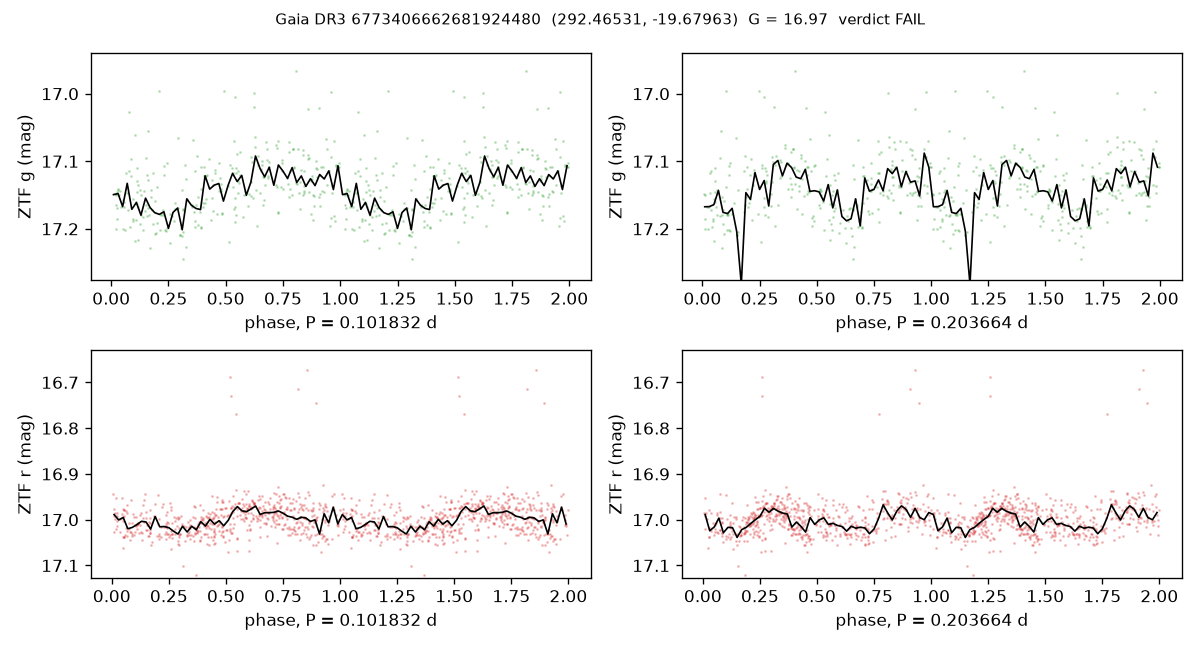 Gaia DR3 6773406662681924480  (292.46531, -19.67963)  G = 16.97  verdict FAIL
ZTF g (mag)
17.0
17.1
17.2
0.00 0.25 0.50 0.75 1.00 1.25 1.50 1.75 2.00
phase, P = 0.101832 d
ZTF g (mag)
17.0
17.1
17.2
0.00 0.25 0.50 0.75 1.00 1.25 1.50 1.75 2.00
phase, P = 0.203664 d
ZTF r (mag)
16.7
16.8
16.9
17.0
17.1
0.00 0.25 0.50 0.75 1.00 1.25 1.50 1.75 2.00
phase, P = 0.101832 d
ZTF r (mag)
16.7
16.8
16.9
17.0
17.1
0.00 0.25 0.50 0.75 1.00 1.25 1.50 1.75 2.00
phase, P = 0.203664 d